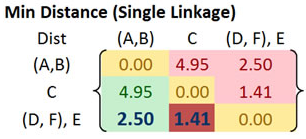 Min Distance (Single Linkage)
Dist (A,B) C (D, F), E
(A,B) 0.00 4.95 2.50
C 4.95 0.00 1.41
(D, F), E 2.50 1.41 0.00